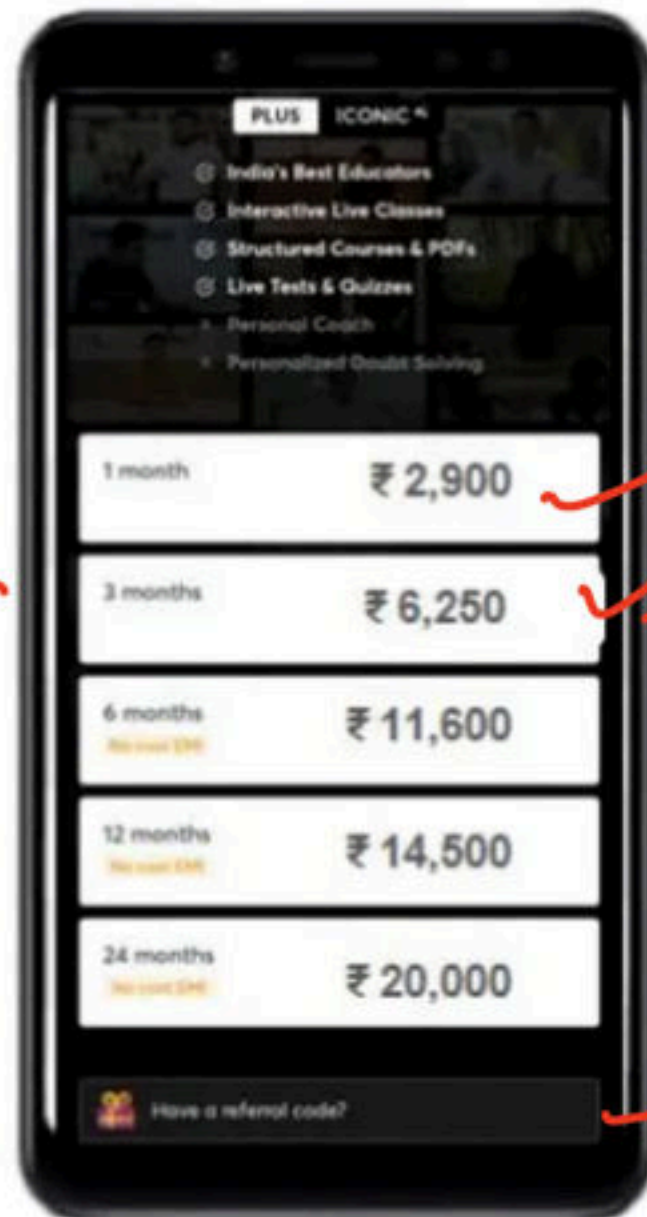 PLUS ICONIC
India's Best Educators
Interactive Live Classes
Structured Courses & PDFs
Live Tests & Quizzes
Personal Coach
Personalized Doubt Solving
1 month ₹ 2,900
3 months ₹ 6,250
6 months ₹ 11,600
No cost EMI
12 months ₹ 14,500
No cost EMI
24 months ₹ 20,000
No cost EMI
Have a referral code?